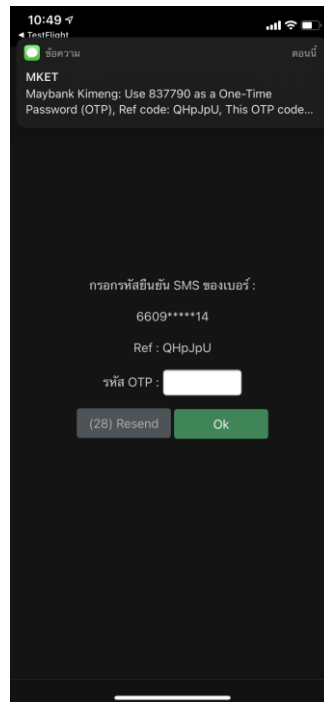 10:49
TestFlight
ข้อความ ตอนนี้
MKET
Maybank Kimeng: Use 837790 as a One-Time
Password (OTP), Ref code: QHpJpU, This OTP code...
กรอกรหัสยืนยัน SMS ของเบอร์ :
6609*****14
Ref : QHpJpU
รหัส OTP :
(28) Resend Ok